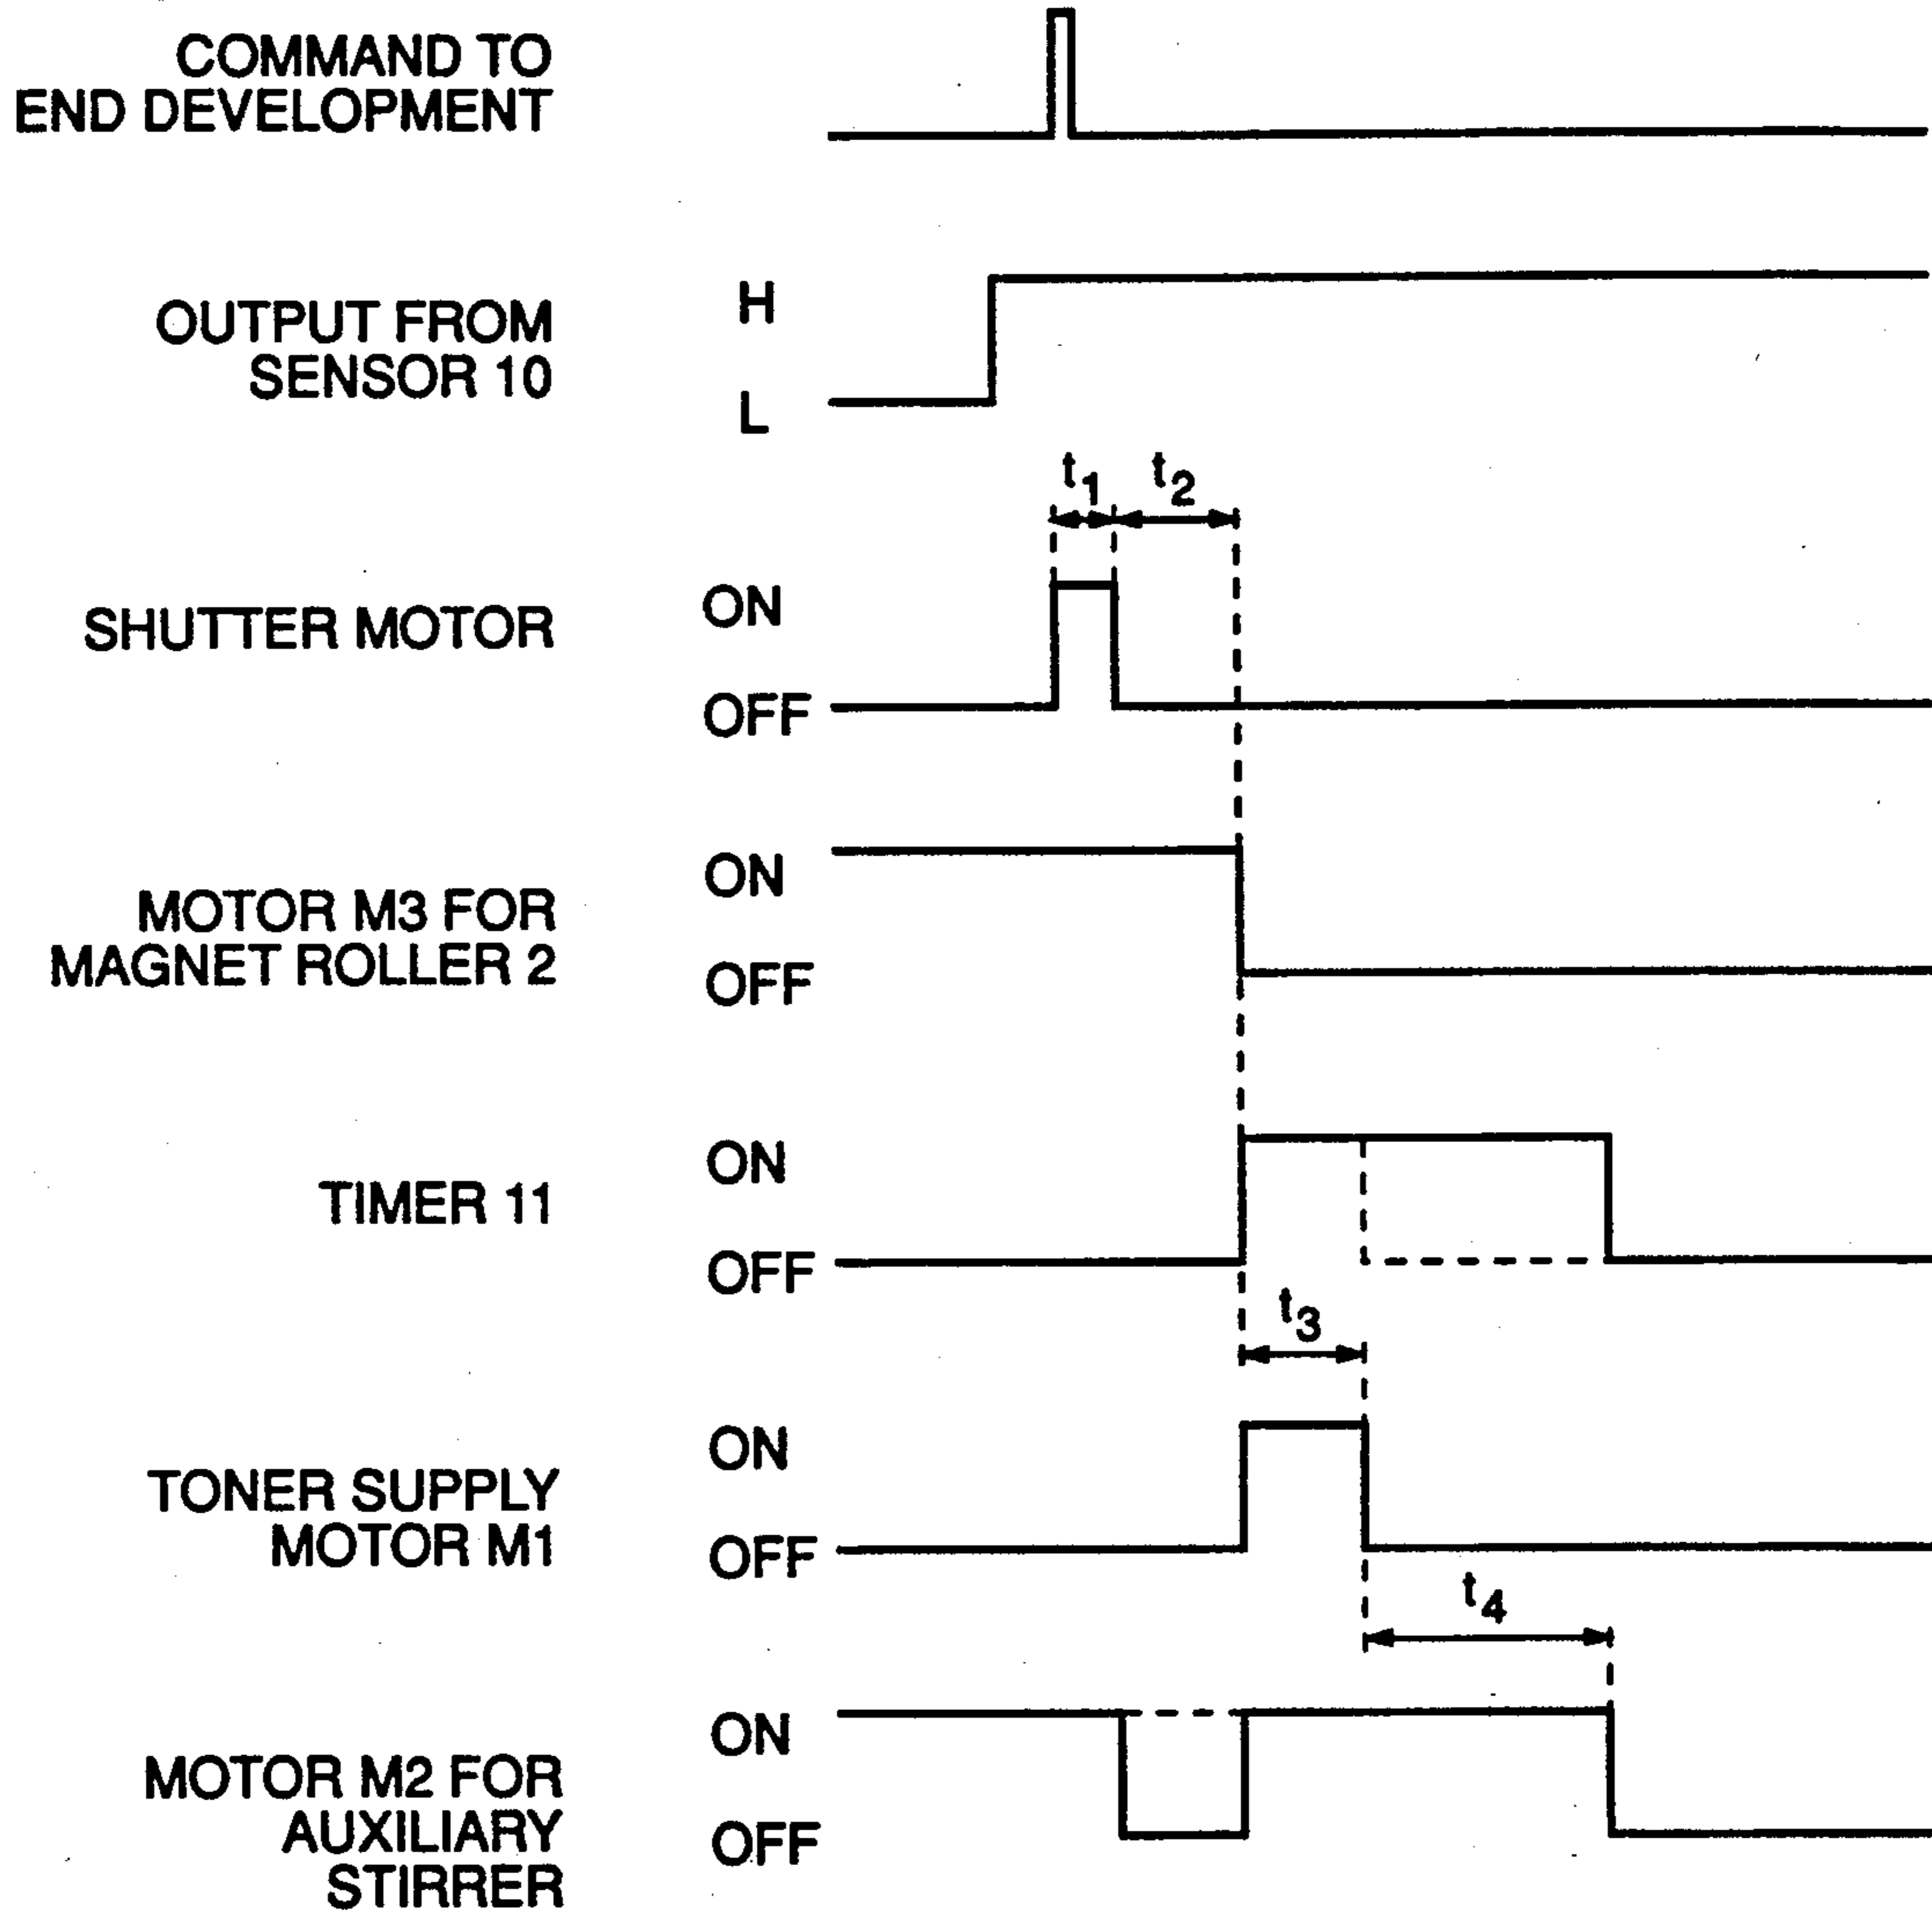 COMMAND TO
END DEVELOPMENT
OUTPUT FROM
SENSOR 10
H
L
t1 t2
SHUTTER MOTOR
ON
OFF
MOTOR M3 FOR
MAGNET ROLLER 2
ON
OFF
TIMER 11
ON
OFF
t3
TONER SUPPLY
MOTOR M1
ON
OFF
t4
MOTOR M2 FOR
AUXILIARY
STIRRER
ON
OFF